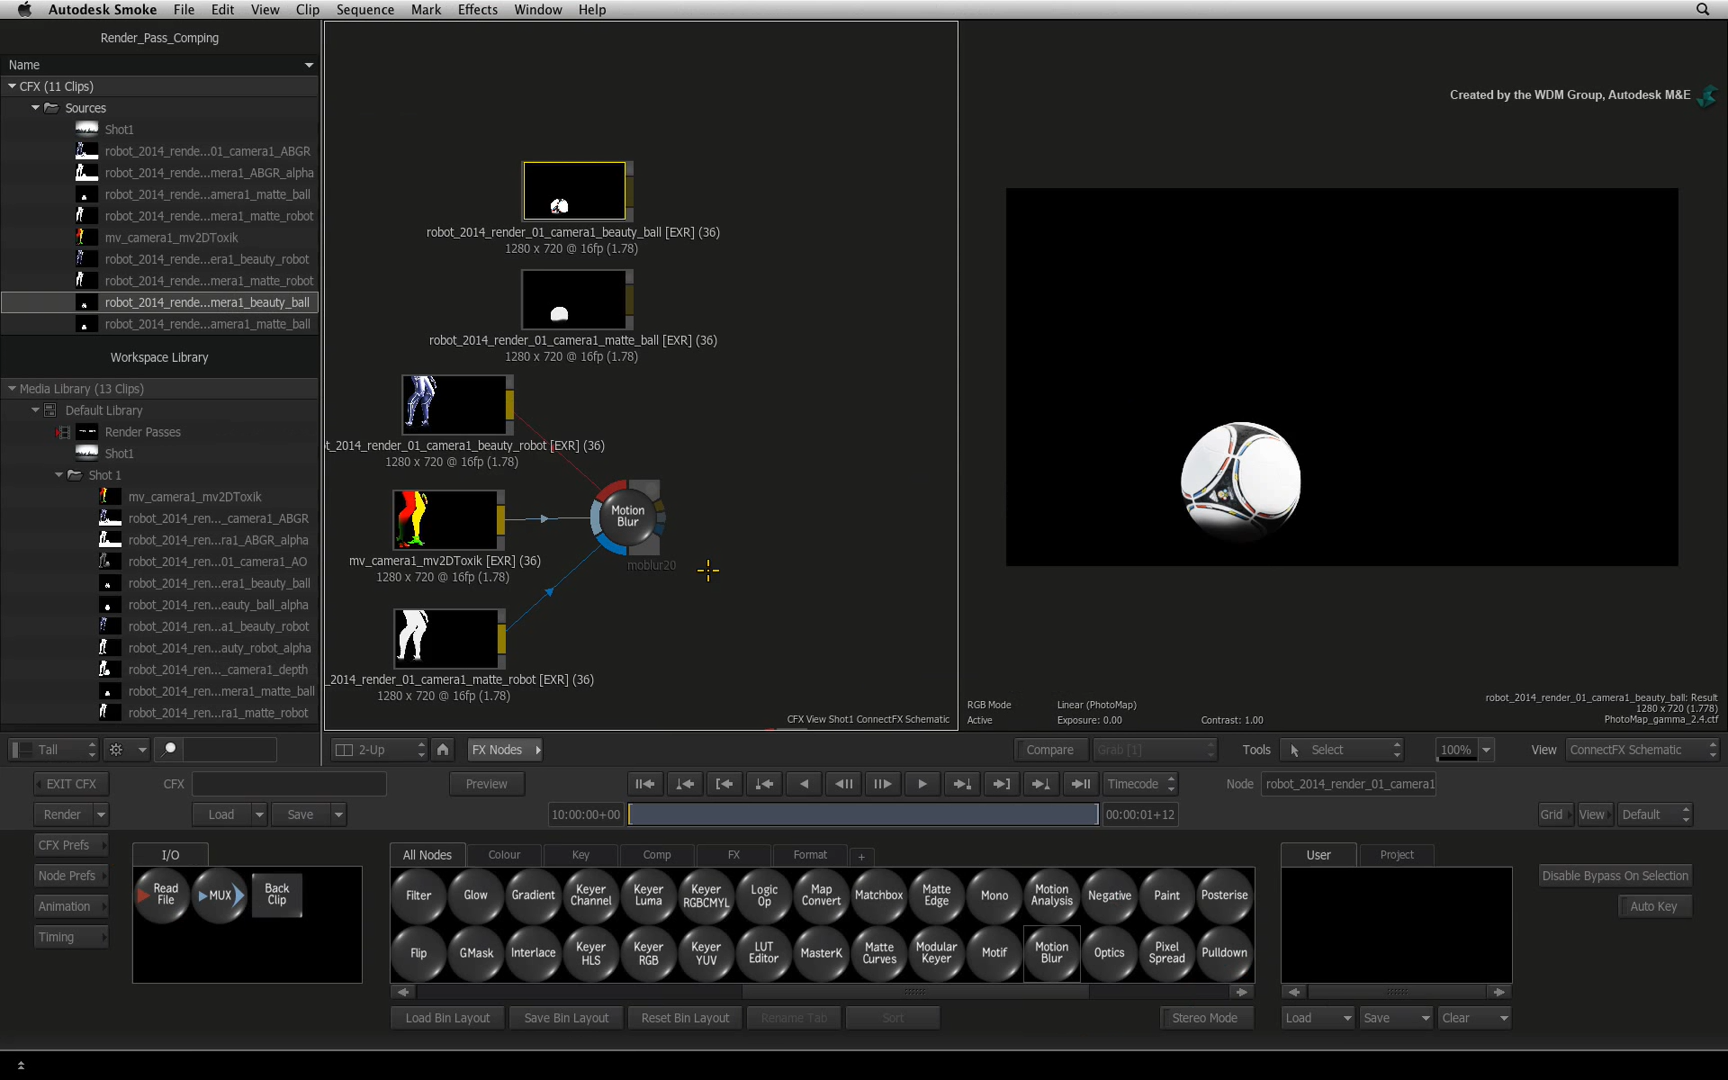 Autodesk Smoke File Edit View Clip Sequence Mark Effects Window Help
Render_Pass_Comping
Name
CFX (11 Clips)
Sources
Shot1
robot_2014_rende...01_camera1_ABGR
robot_2014_rende...mera1_ABGR_alpha
robot_2014_rende...amera1_matte_ball
robot_2014_rende...mera1_matte_robot
mv_camera1_mv2DToxik
robot_2014_rende...era1_beauty_robot
robot_2014_rende...mera1_matte_robot
robot_2014_rende...mera1_beauty_ball
robot_2014_rende...amera1_matte_ball
Workspace Library
Media Library (13 Clips)
Default Library
Render Passes
Shot1
Shot 1
mv_camera1_mv2DToxik
robot_2014_ren..._camera1_ABGR
robot_2014_ren...ra1_ABGR_alpha
robot_2014_ren...01_camera1_AO
robot_2014_ren...era1_beauty_ball
robot_2014_ren...eauty_ball_alpha
robot_2014_ren...a1_beauty_robot
robot_2014_ren...auty_robot_alpha
robot_2014_ren..._camera1_depth
robot_2014_ren...mera1_matte_ball
robot_2014_ren...ra1_matte_robot
robot_2014_render_01_camera1_beauty_ball [EXR] (36)
1280 x 720 @ 16fp (1.78)
robot_2014_render_01_camera1_matte_ball [EXR] (36)
1280 x 720 @ 16fp (1.78)
t_2014_render_01_camera1_beauty_robot [EXR] (36)
1280 x 720 @ 16fp (1.78)
Motion
Blur
moblur20
mv_camera1_mv2DToxik [EXR] (36)
1280 x 720 @ 16fp (1.78)
_2014_render_01_camera1_matte_robot [EXR] (36)
1280 x 720 @ 16fp (1.78)
CFX View Shot1 ConnectFX Schematic
Created by the WDM Group, Autodesk M&E
robot_2014_render_01_camera1_beauty_ball: Result
RGB Mode Linear (PhotoMap) 1280 x 720 (1.778)
Active Exposure: 0.00 Contrast: 1.00 PhotoMap_gamma_2.4.ctf
Tall 2-Up FX Nodes Compare Grab [1] Tools Select 100% View ConnectFX Schematic
EXIT CFX CFX Preview Timecode Node robot_2014_render_01_camera1
Render Load Save 10:00:00+00 00:00:01+12 Grid View Default
CFX Prefs
Node Prefs
Animation
Timing
I/O
Read
File
MUX
Back
Clip
All Nodes Colour Key Comp FX Format +
Filter Glow Gradient Keyer Channel Keyer Luma Keyer RGBCMYL Logic Op Map Convert Matchbox Matte Edge Mono Motion Analysis Negative Paint Posterise
Flip GMask Interlace Keyer HLS Keyer RGB Keyer YUV LUT Editor MasterK Matte Curves Modular Keyer Motif Motion Blur Optics Pixel Spread Pulldown
Load Bin Layout Save Bin Layout Reset Bin Layout Rename Tab Sort Stereo Mode
User Project
Load Save Clear
Disable Bypass On Selection
Auto Key